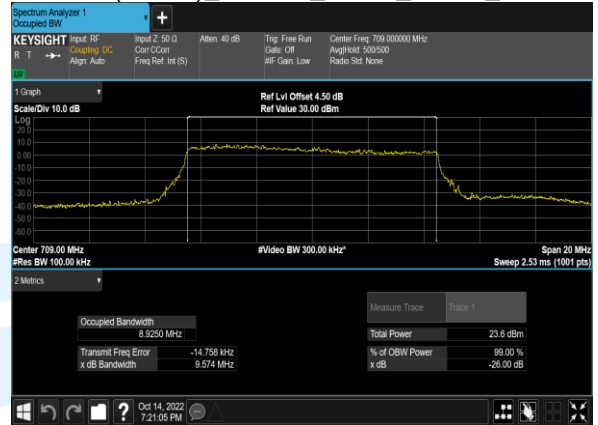 Spectrum Analyzer 1
Occupied BW
KEYSIGHT Input: RF Input Z: 50 Ω Atten: 40 dB Trig: Free Run Center Freq: 709.000000 MHz
R T Coupling: DC Corr CCorr Gate: Off Avg|Hold: 500/500
Align: Auto Freq Ref: Int (S) #IF Gain: Low Radio Std: None
LV
1 Graph
Ref Lvl Offset 4.50 dB
Scale/Div 10.0 dB Ref Value 30.00 dBm
Log
20.0
10.0
0.00
-10.0
-20.0
-30.0
-40.0
-50.0
-60.0
Center 709.00 MHz #Video BW 300.00 kHz* Span 20 MHz
#Res BW 100.00 kHz Sweep 2.53 ms (1001 pts)
2 Metrics
Measure Trace Trace 1
Occupied Bandwidth
8.9250 MHz Total Power 23.6 dBm
Transmit Freq Error -14.758 kHz % of OBW Power 99.00 %
x dB Bandwidth 9.574 MHz x dB -26.00 dB
? Oct 14, 2022
7:21:05 PM